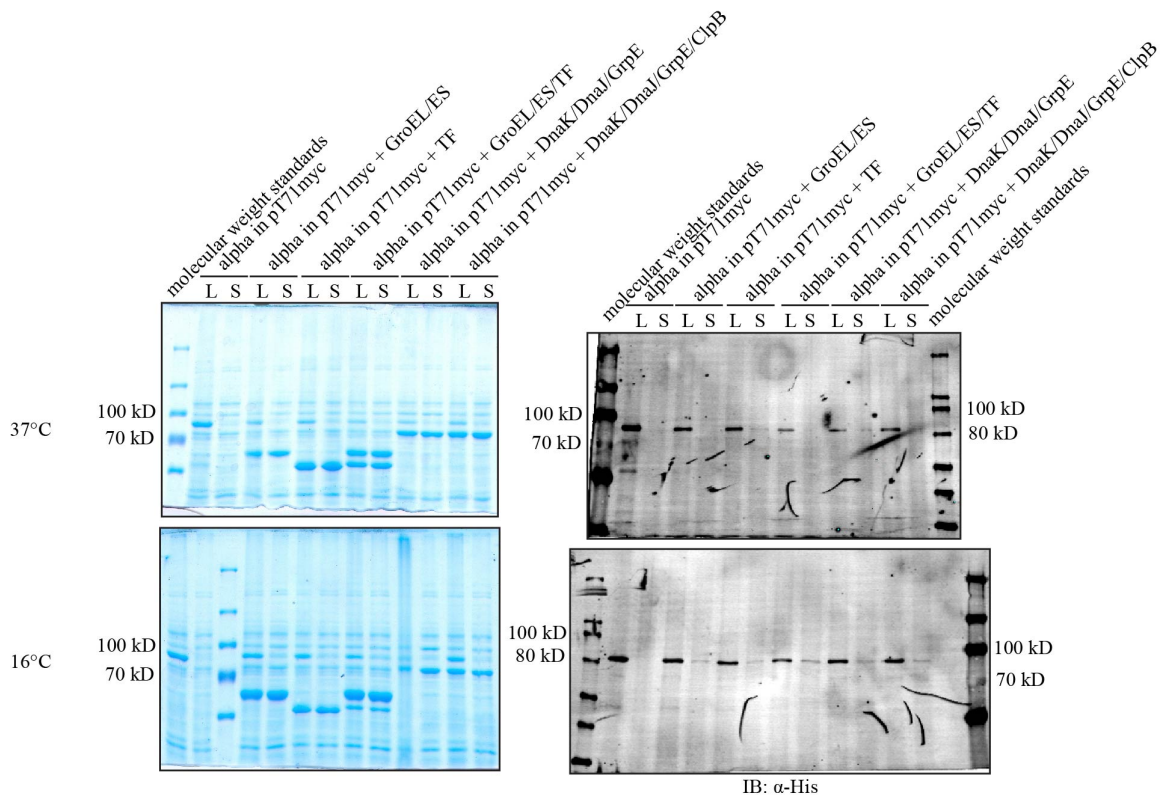 molecular weight standards
alpha in pT71myc
alpha in pT71myc + GroEL/ES
alpha in pT71myc + TF
alpha in pT71myc + GroEL/ES/TF
alpha in pT71myc + DnaK/DnaJ/GrpE
alpha in pT71myc + DnaK/DnaJ/GrpE/ClpB
L S L S L S L S L S L S
molecular weight standards
alpha in pT71myc
alpha in pT71myc + GroEL/ES
alpha in pT71myc + TF
alpha in pT71myc + GroEL/ES/TF
alpha in pT71myc + DnaK/DnaJ/GrpE
alpha in pT71myc + DnaK/DnaJ/GrpE/ClpB
molecular weight standards
L S L S L S L S L S L S
37°C
100 kD
70 kD
100 kD
70 kD
100 kD
80 kD
16°C
100 kD
70 kD
100 kD
80 kD
100 kD
70 kD
IB: α-His